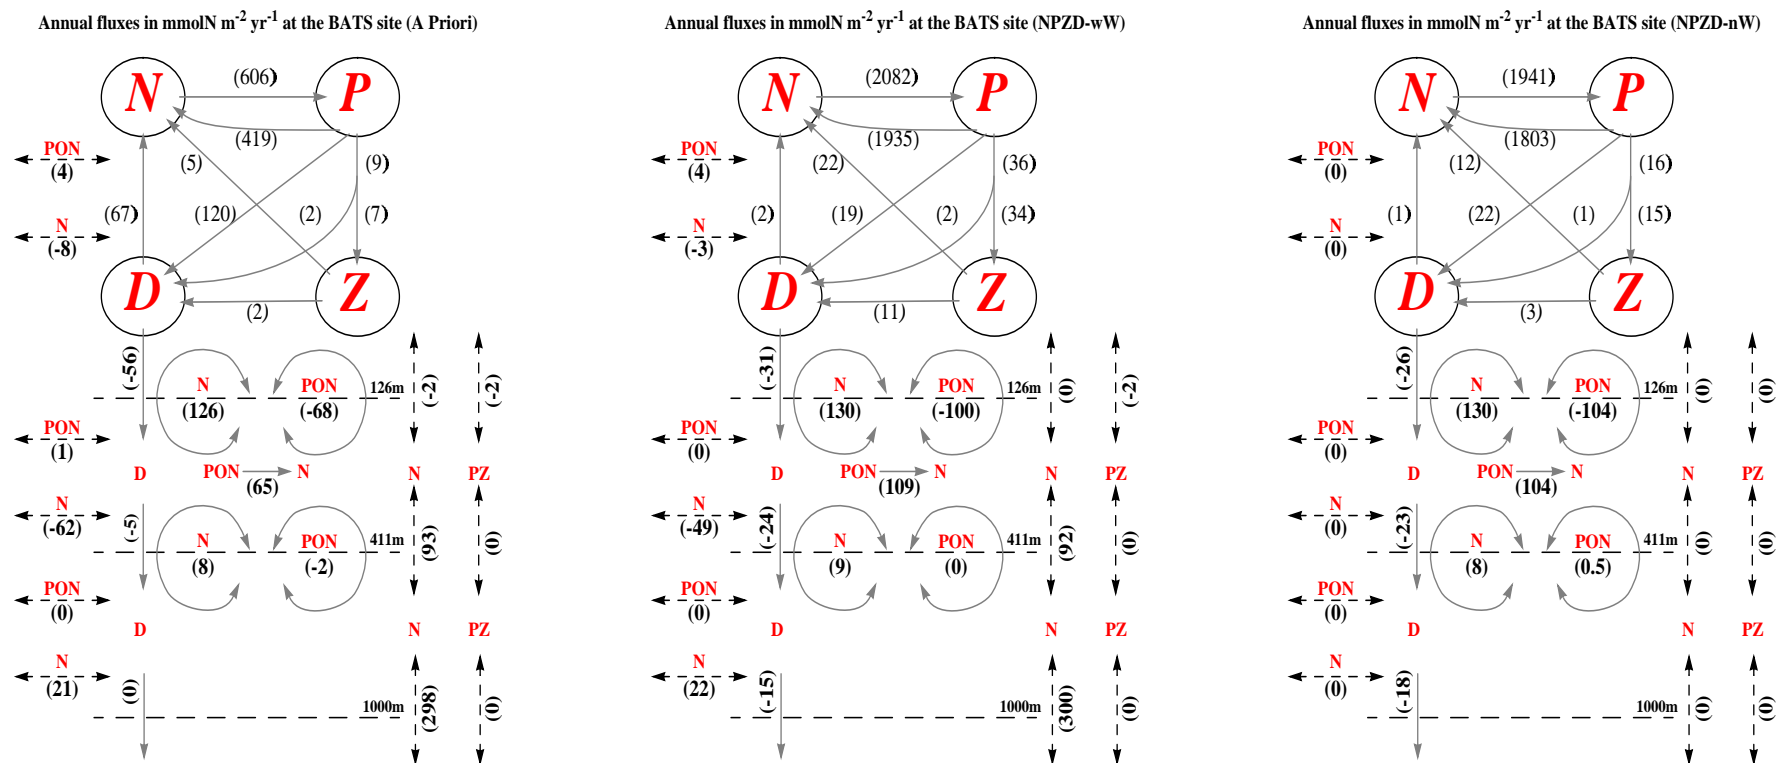 Annual fluxes in mmolN m-2 yr-1 at the BATS site (A Priori)
N
(606)
P
(419)
PON
(4)
(5)
(9)
N
(-8)
(67)
(120)
(2)
(7)
D
(2)
Z
(-56)
N
(126)
PON
(-68)
126m
(-2)
(-2)
PON
(1)
D
PON
N
(65)
N
PZ
N
(-62)
(-5)
N
(8)
PON
(-2)
411m
(93)
(0)
PON
(0)
D
N
PZ
N
(21)
(0)
1000m
(298)
(0)
Annual fluxes in mmolN m-2 yr-1 at the BATS site (NPZD-wW)
N
(2082)
P
(1935)
PON
(4)
(22)
(36)
N
(-3)
(2)
(19)
(2)
(34)
D
(11)
Z
(-31)
N
(130)
PON
(-100)
126m
(0)
(-2)
PON
(0)
D
PON
N
(109)
N
PZ
N
(-49)
(-24)
N
(9)
PON
(0)
411m
(92)
(0)
PON
(0)
D
N
PZ
N
(22)
(-15)
1000m
(300)
(0)
Annual fluxes in mmolN m-2 yr-1 at the BATS site (NPZD-nW)
N
(1941)
P
(1803)
PON
(0)
(12)
(16)
N
(0)
(1)
(22)
(1)
(15)
D
(3)
Z
(-26)
N
(130)
PON
(-104)
126m
(0)
(0)
PON
(0)
D
PON
N
(104)
N
PZ
N
(0)
(-23)
N
(8)
PON
(0.5)
411m
(0)
(0)
PON
(0)
D
N
PZ
N
(0)
(-18)
1000m
(0)
(0)